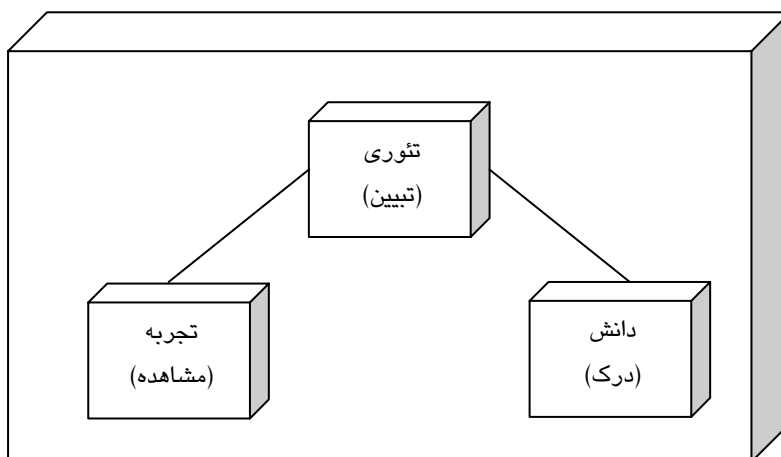 تئوری
(تبیین)
دانش
(درک)
تجربه
(مشاهده)